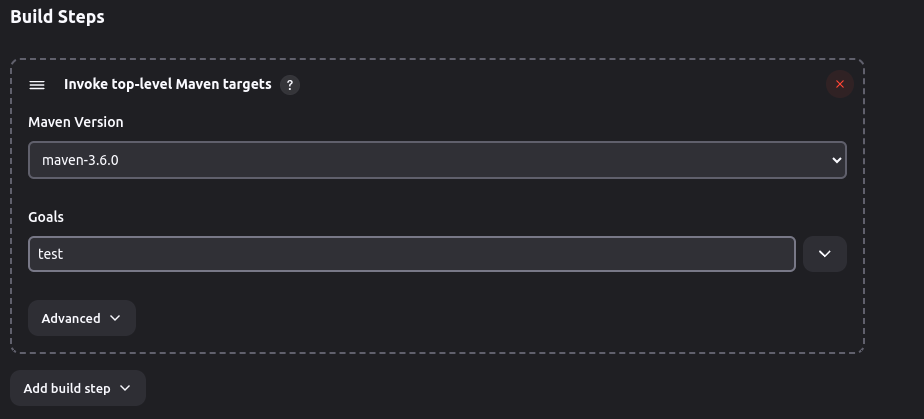 Build Steps
Invoke top-level Maven targets ?
Maven Version
maven-3.6.0
Goals
test
Advanced
Add build step